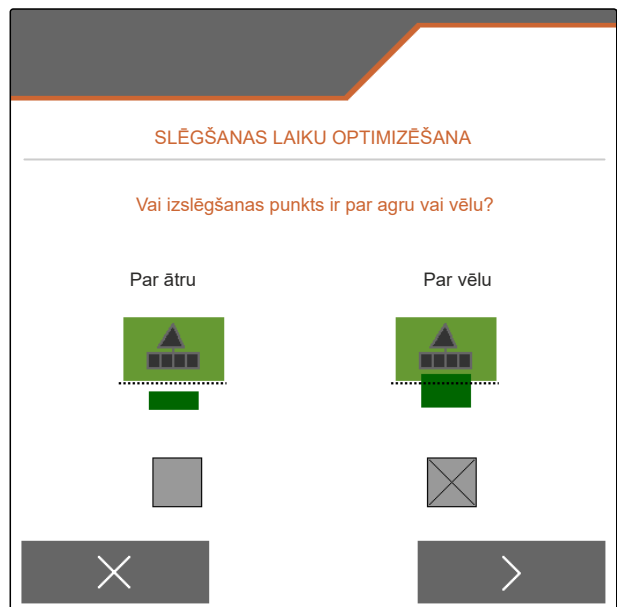 SLĒGŠANAS LAIKU OPTIMIZĒŠANA
Vai izslēgšanas punkts ir par agru vai vēlu?
Par ātru
Par vēlu